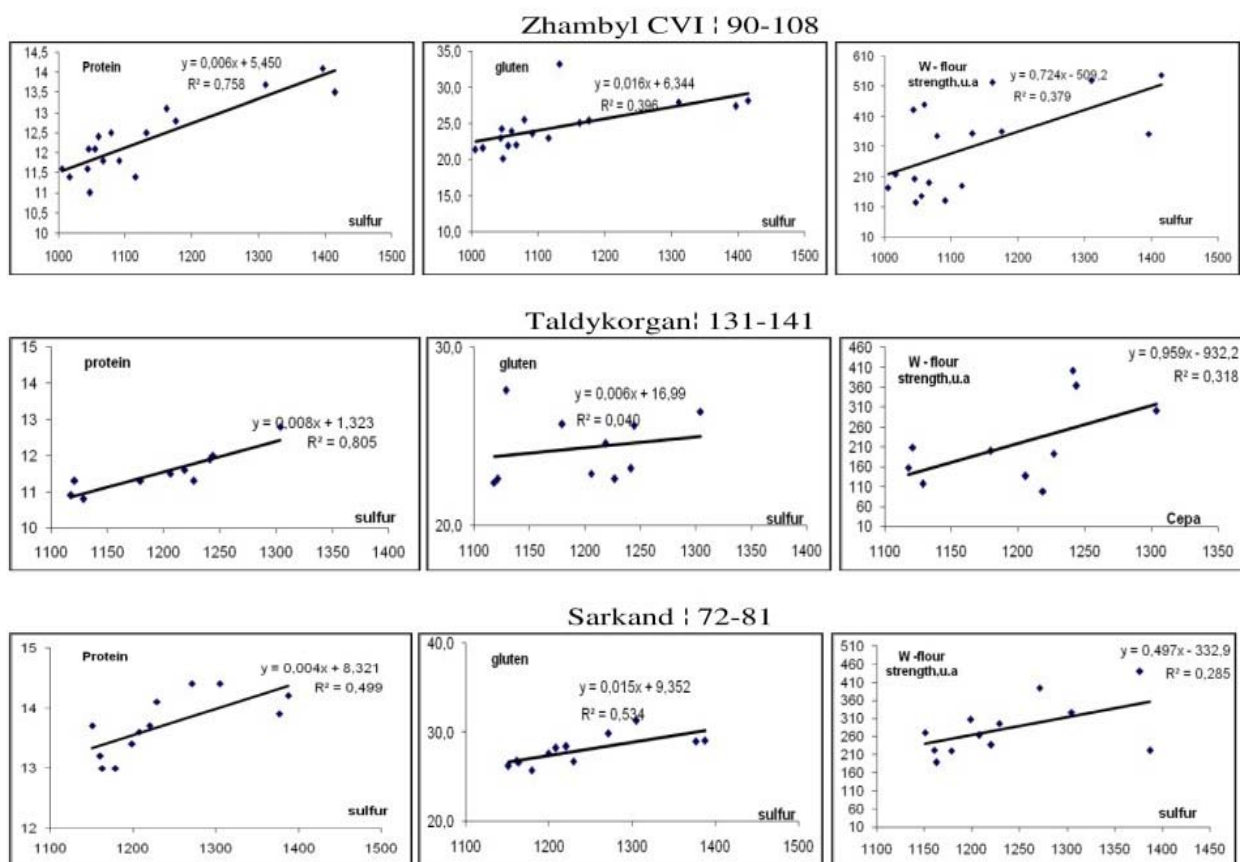 Zhambyl CVI ¦ 90-108
Protein
y = 0,006x + 5,450
R² = 0,758
14,5
14
13,5
13
12,5
12
11,5
11
10,5
10
sulfur
1000 1100 1200 1300 1400 1500
gluten
y = 0,016x + 6,344
R² = 0,396
35,0
30,0
25,0
20,0
15,0
10,0
sulfur
1000 1100 1200 1300 1400 1500
W - flour
strength,u.a
y = 0,724x - 509,2
R² = 0,379
610
510
410
310
210
110
10
sulfur
1000 1100 1200 1300 1400 1500
Taldykorgan¦ 131-141
protein
y = 0,008x + 1,323
R² = 0,805
15
14
13
12
11
10
sulfur
1100 1150 1200 1250 1300 1350 1400
gluten
y = 0,006x + 16,99
R² = 0,040
30,0
20,0
sulfur
1100 1150 1200 1250 1300 1350 1400
W - flour
strength,u.a
y = 0,959x - 932,2
R² = 0,318
460
410
360
310
260
210
160
110
60
10
Сера
1100 1150 1200 1250 1300 1350
Sarkand ¦ 72-81
Protein
y = 0,004x + 8,321
R² = 0,499
15
14
13
12
sulfur
1100 1200 1300 1400 1500
gluten
y = 0,015x + 9,352
R² = 0,534
40,0
30,0
20,0
sulfur
1100 1200 1300 1400 1500
W -flour
strength,u.a
y = 0,497x - 332,9
R² = 0,285
510
460
410
360
310
260
210
160
110
60
10
sulfur
1100 1150 1200 1250 1300 1350 1400 1450